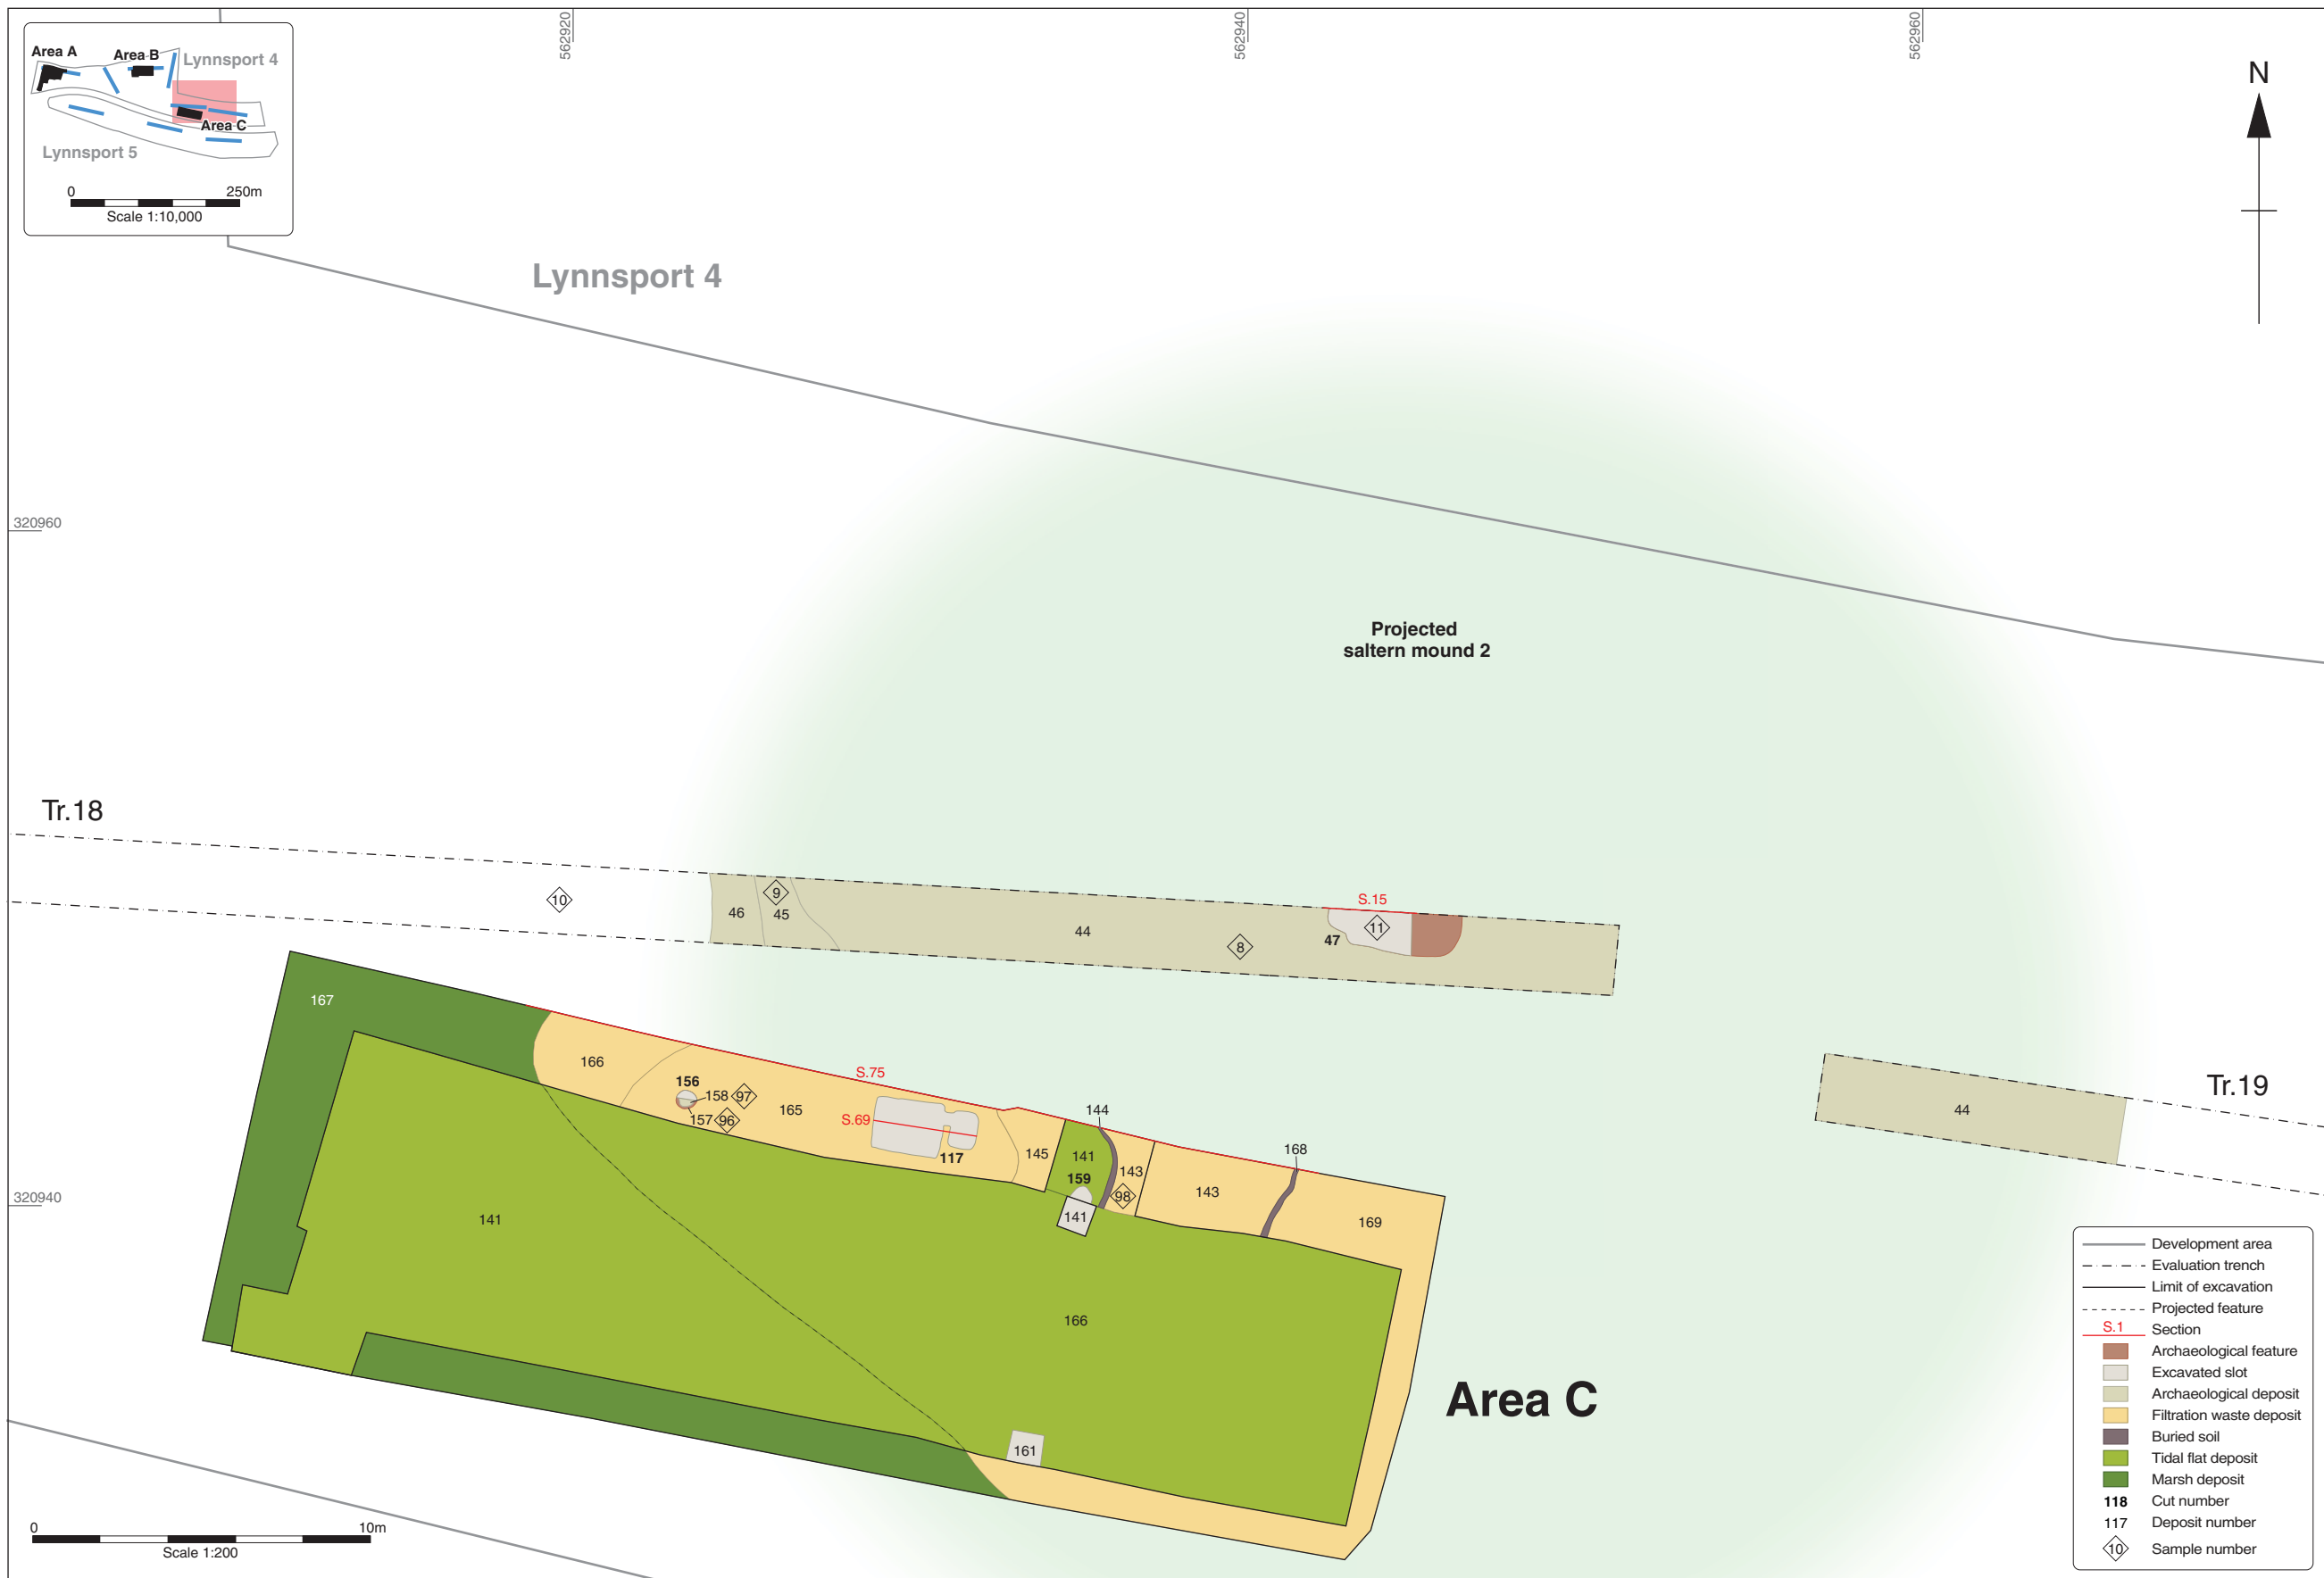 562920
562940
562960
Area A
Area B
Lynnsport 4
Area C
Lynnsport 5
0 250m
Scale 1:10,000
N
Lynnsport 4
320960
Projected
saltern mound 2
Tr.18
10
9
46
45
44
8
S.15
11
47
167
166
156
158
97
157
96
165
S.75
S.69
117
145
144
141
159
141
143
98
143
168
169
44
Tr.19
320940
141
166
161
Area C
0 10m
Scale 1:200
Development area
Evaluation trench
Limit of excavation
Projected feature
S.1 Section
Archaeological feature
Excavated slot
Archaeological deposit
Filtration waste deposit
Buried soil
Tidal flat deposit
Marsh deposit
118 Cut number
117 Deposit number
10 Sample number